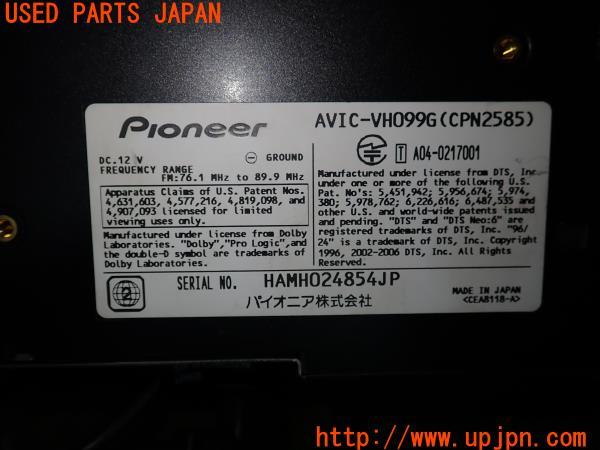 USED PARTS JAPAN
Pioneer
AVIC-VH099G(CPN2585)
DC.12 V
⊖ GROUND
FREQUENCY RANGE
FM:76.1 MHz to 89.9 MHz
T A04-0217001
Apparatus Claims of U.S. Patent Nos.
4,631,603, 4,577,216, 4,819,098, and
4,907,093 licensed for limited
viewing uses only.
Manufactured under license from Dolby
Laboratories. "Dolby","Pro Logic",and
the double-D symbol are trademarks of
Dolby Laboratories.
Manufactured under license from DTS, Inc
under one or more of the following U.S.
Pat. No's: 5,451,942; 5,956,674; 5,974,
380; 5,978,762; 6,226,616; 6,487,535 and
other U.S. and world-wide patents issued
and pending. "DTS" and "DTS Neo:6" are
registered trademarks of DTS, Inc. "96/
24" is a trademark of DTS, Inc. Copyright
1996, 2002-2006 DTS, Inc. All Rights
Reserved.
2
SERIAL NO. HAMH024854JP
パイオニア株式会社
MADE IN JAPAN
<CEA8118-A>
Used Parts Japan
www.upjpn.com